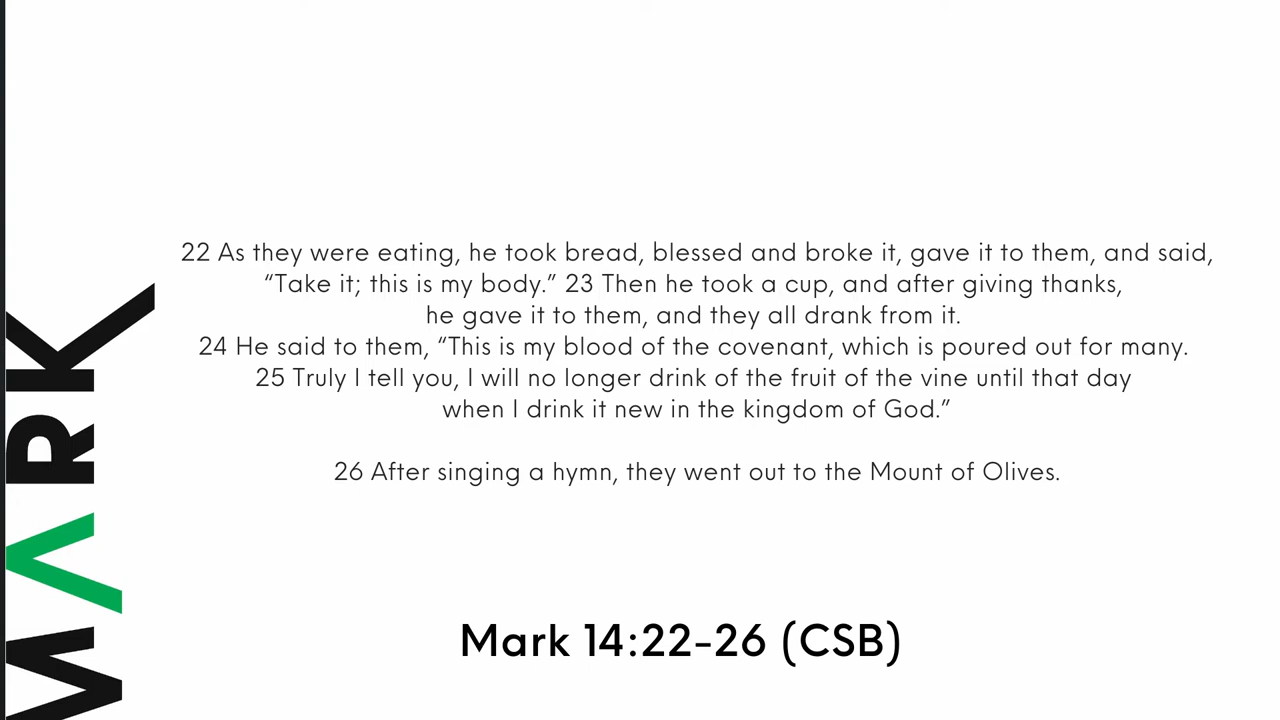 MARK
22 As they were eating, he took bread, blessed and broke it, gave it to them, and said,
“Take it; this is my body.” 23 Then he took a cup, and after giving thanks,
he gave it to them, and they all drank from it.
24 He said to them, “This is my blood of the covenant, which is poured out for many.
25 Truly I tell you, I will no longer drink of the fruit of the vine until that day
when I drink it new in the kingdom of God.”
26 After singing a hymn, they went out to the Mount of Olives.
Mark 14:22-26 (CSB)